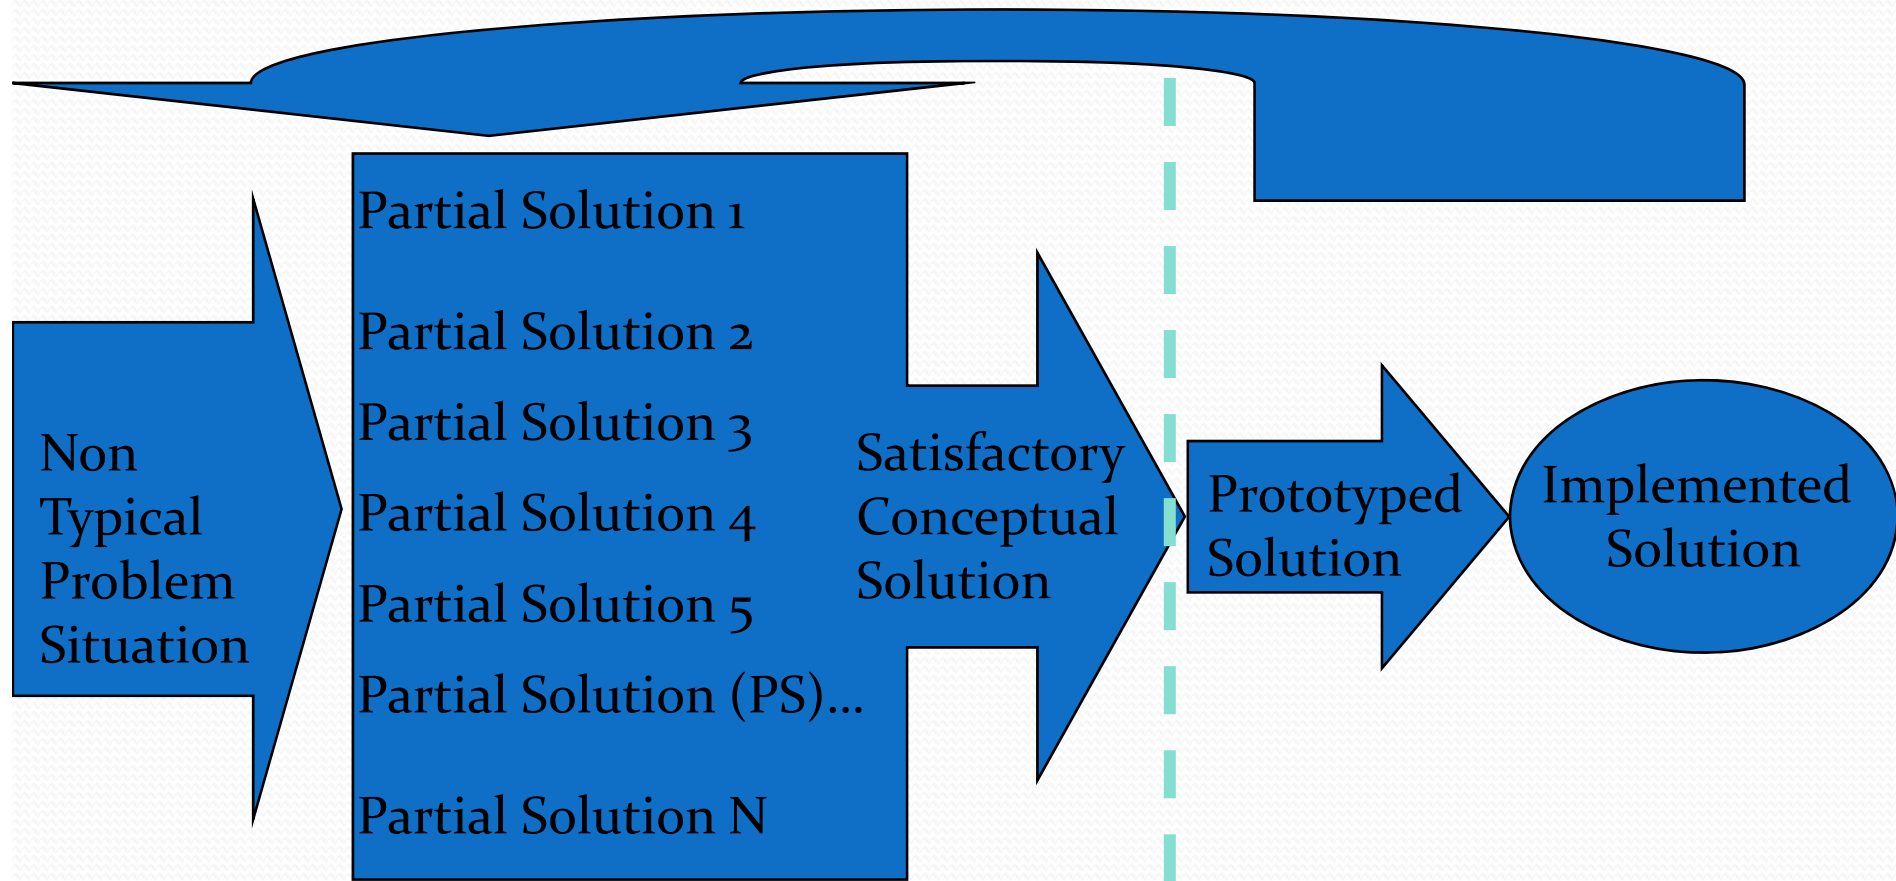 Partial Solution 1
Partial Solution 2
Partial Solution 3
Partial Solution 4
Partial Solution 5
Partial Solution (PS)...
Partial Solution N
Non
Typical
Problem
Situation
Satisfactory
Conceptual
Solution
Prototyped
Solution
Implemented
Solution